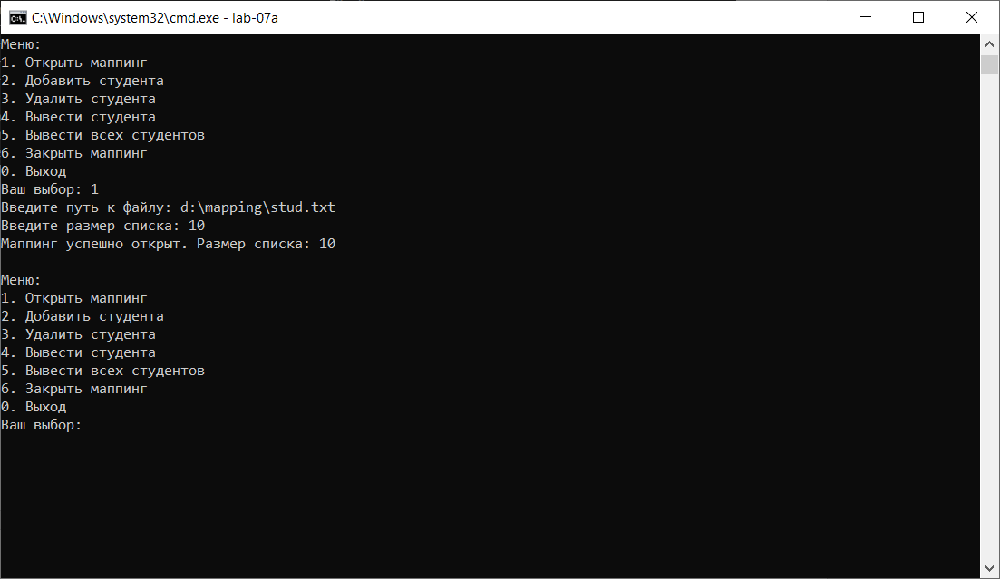 C:\Windows\system32\cmd.exe - lab-07a
Меню:
1. Открыть маппинг
2. Добавить студента
3. Удалить студента
4. Вывести студента
5. Вывести всех студентов
6. Закрыть маппинг
0. Выход
Ваш выбор: 1
Введите путь к файлу: d:\mapping\stud.txt
Введите размер списка: 10
Маппинг успешно открыт. Размер списка: 10
Меню:
1. Открыть маппинг
2. Добавить студента
3. Удалить студента
4. Вывести студента
5. Вывести всех студентов
6. Закрыть маппинг
0. Выход
Ваш выбор: